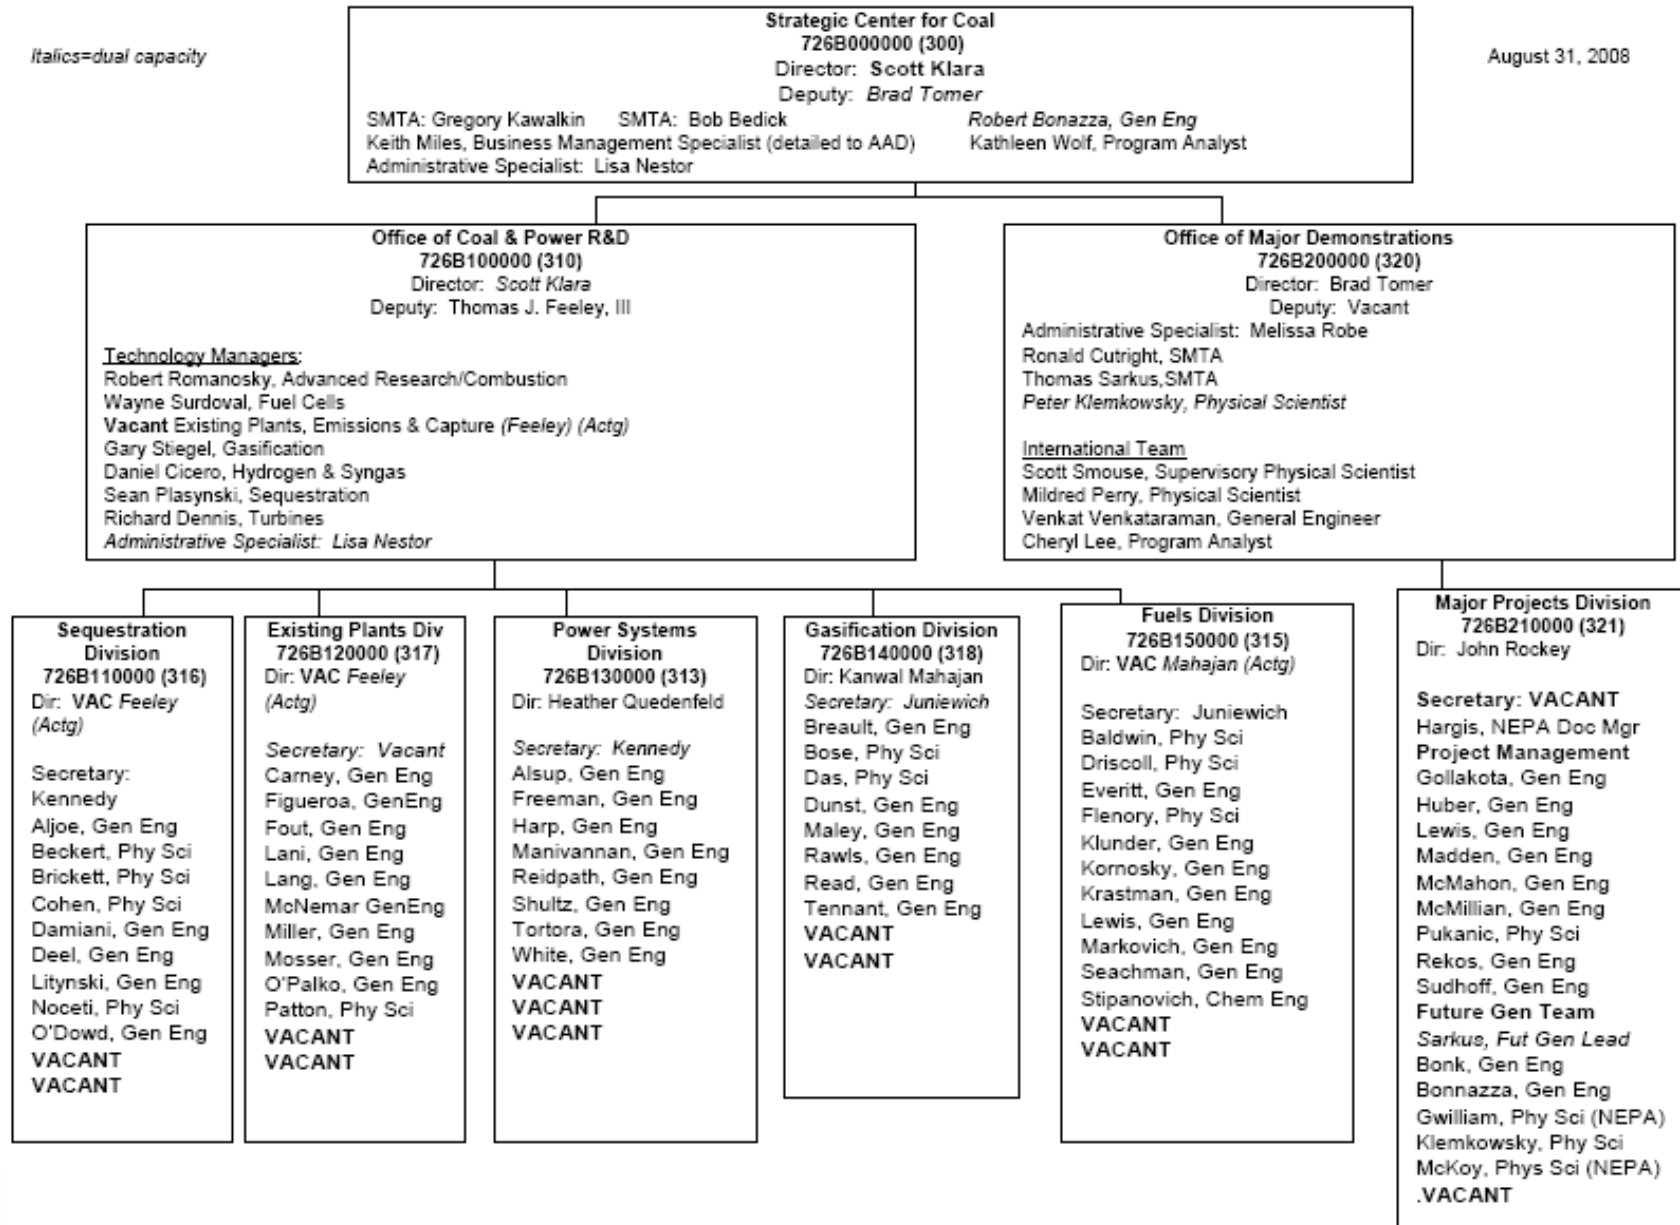 Italics=dual capacity
August 31, 2008
Strategic Center for Coal
726B000000 (300)
Director: Scott Klara
Deputy: Brad Tomer
SMTA: Gregory Kawalkin SMTA: Bob Bedick Robert Bonazza, Gen Eng
Keith Miles, Business Management Specialist (detailed to AAD) Kathleen Wolf, Program Analyst
Administrative Specialist: Lisa Nestor
Office of Coal & Power R&D
726B100000 (310)
Director: Scott Klara
Deputy: Thomas J. Feeley, III
Technology Managers:
Robert Romanosky, Advanced Research/Combustion
Wayne Surdoval, Fuel Cells
Vacant Existing Plants, Emissions & Capture (Feeley) (Actg)
Gary Stiegel, Gasification
Daniel Cicero, Hydrogen & Syngas
Sean Plasynski, Sequestration
Richard Dennis, Turbines
Administrative Specialist: Lisa Nestor
Office of Major Demonstrations
726B200000 (320)
Director: Brad Tomer
Deputy: Vacant
Administrative Specialist: Melissa Robe
Ronald Cutright, SMTA
Thomas Sarkus,SMTA
Peter Klemkowsky, Physical Scientist
International Team
Scott Smouse, Supervisory Physical Scientist
Mildred Perry, Physical Scientist
Venkat Venkataraman, General Engineer
Cheryl Lee, Program Analyst
Sequestration
Division
726B110000 (316)
Dir: VAC Feeley
(Actg)
Secretary:
Kennedy
Aljoe, Gen Eng
Beckert, Phy Sci
Brickett, Phy Sci
Cohen, Phy Sci
Damiani, Gen Eng
Deel, Gen Eng
Litynski, Gen Eng
Noceti, Phy Sci
O'Dowd, Gen Eng
VACANT
VACANT
Existing Plants Div
726B120000 (317)
Dir: VAC Feeley
(Actg)
Secretary: Vacant
Carney, Gen Eng
Figueroa, GenEng
Fout, Gen Eng
Lani, Gen Eng
Lang, Gen Eng
McNemar GenEng
Miller, Gen Eng
Mosser, Gen Eng
O'Palko, Gen Eng
Patton, Phy Sci
VACANT
VACANT
Power Systems
Division
726B130000 (313)
Dir: Heather Quedenfeld
Secretary: Kennedy
Alsup, Gen Eng
Freeman, Gen Eng
Harp, Gen Eng
Manivannan, Gen Eng
Reidpath, Gen Eng
Shultz, Gen Eng
Tortora, Gen Eng
White, Gen Eng
VACANT
VACANT
VACANT
Gasification Division
726B140000 (318)
Dir: Kanwal Mahajan
Secretary: Juniewich
Breault, Gen Eng
Bose, Phy Sci
Das, Phy Sci
Dunst, Gen Eng
Maley, Gen Eng
Rawls, Gen Eng
Read, Gen Eng
Tennant, Gen Eng
VACANT
VACANT
Fuels Division
726B150000 (315)
Dir: VAC Mahajan (Actg)
Secretary: Juniewich
Baldwin, Phy Sci
Driscoll, Phy Sci
Everitt, Gen Eng
Flenory, Phy Sci
Klunder, Gen Eng
Kornosky, Gen Eng
Krastman, Gen Eng
Lewis, Gen Eng
Markovich, Gen Eng
Seachman, Gen Eng
Stipanovich, Chem Eng
VACANT
VACANT
Major Projects Division
726B210000 (321)
Dir: John Rockey
Secretary: VACANT
Hargis, NEPA Doc Mgr
Project Management
Gollakota, Gen Eng
Huber, Gen Eng
Lewis, Gen Eng
Madden, Gen Eng
McMahon, Gen Eng
McMillian, Gen Eng
Pukanic, Phy Sci
Rekos, Gen Eng
Sudhoff, Gen Eng
Future Gen Team
Sarkus, Fut Gen Lead
Bonk, Gen Eng
Bonnazza, Gen Eng
Gwilliam, Phy Sci (NEPA)
Klemkowsky, Phy Sci
McKoy, Phys Sci (NEPA)
.VACANT